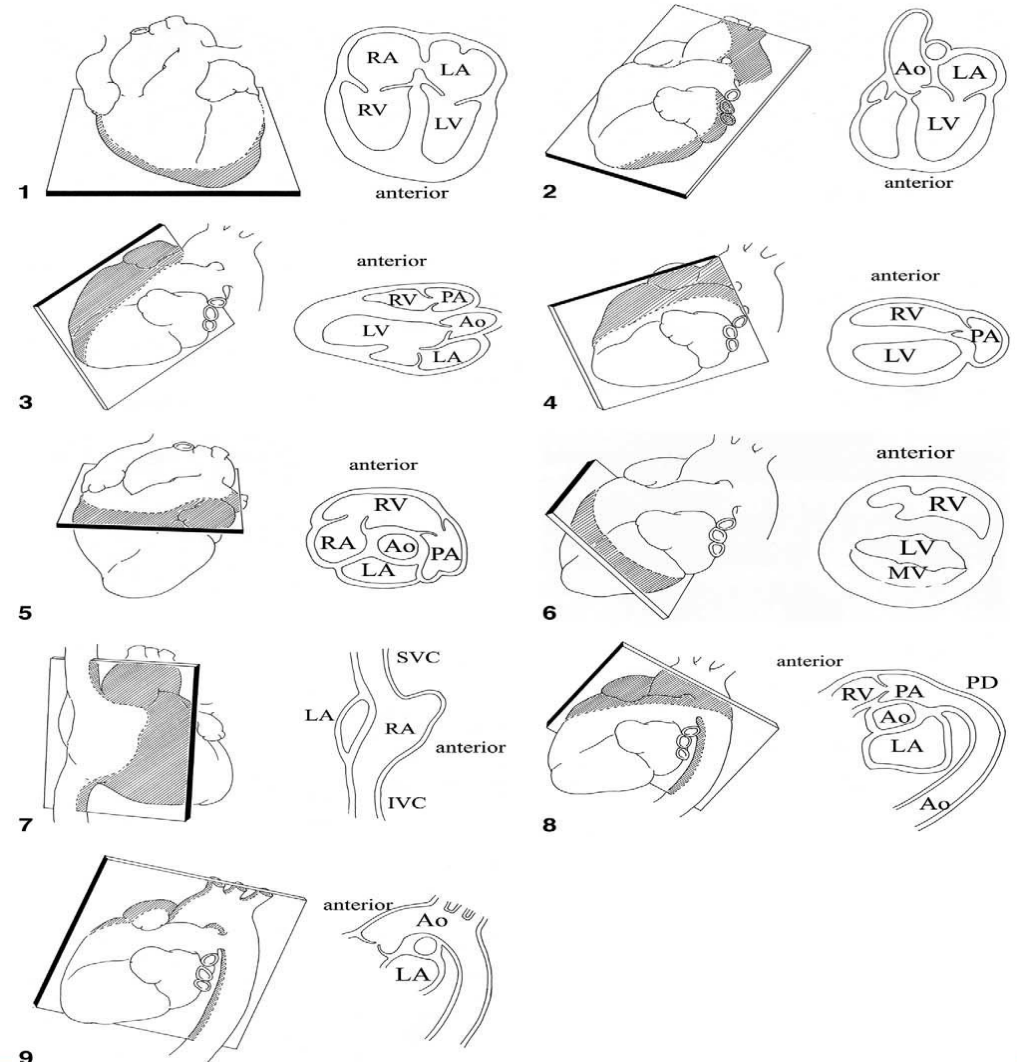 RA
LA
RV
LV
anterior
1
Ao
LA
LV
anterior
2
anterior
RV
PA
Ao
LV
LA
3
anterior
RV
PA
LV
4
anterior
RV
RA
Ao
PA
LA
5
anterior
RV
LV
MV
6
SVC
LA
RA
anterior
IVC
7
anterior
PD
RV
PA
Ao
LA
Ao
8
anterior
Ao
LA
9